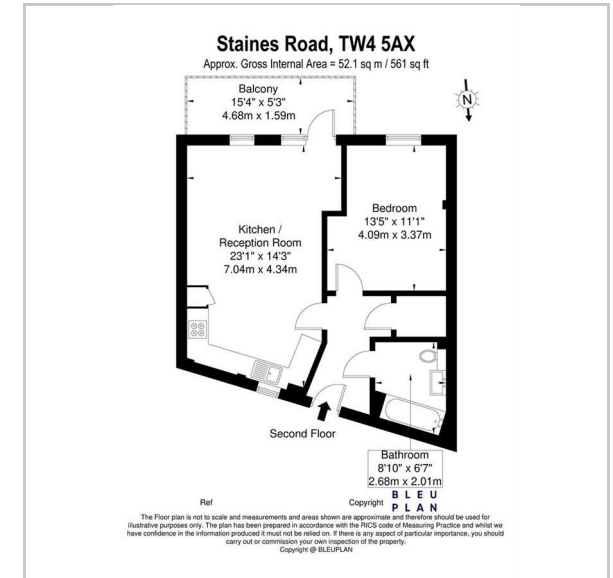 Staines Road, TW4 5AX
Approx. Gross Internal Area = 52.1 sq m / 561 sq ft
Balcony
15'4" x 5'3"
4.68m x 1.59m
N
Bedroom
13'5" x 11'1"
4.09m x 3.37m
Kitchen /
Reception Room
23'1" x 14'3"
7.04m x 4.34m
Second Floor
Bathroom
8'10" x 6'7"
2.68m x 2.01m
Ref
Copyright
BLEU
PLAN
The Floor plan is not to scale and measurements and areas shown are approximate and therefore should be used for
illustrative purposes only. The plan has been prepared in accordance with the RICS code of Measuring Practice and whilst we
have confidence in the information produced it must not be relied on. If there is any aspect of particular importance, you should
carry out or commission your own inspection of the property.
Copyright @ BLEUPLAN